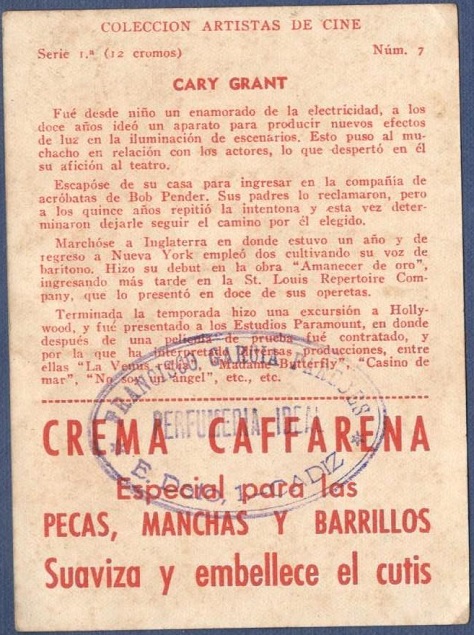 COLECCION ARTISTAS DE CINE
Serie 1.ª (12 cromos) Núm. 7
CARY GRANT
Fué desde niño un enamorado de la electricidad, a los
doce años ideó un aparato para producir nuevos efectos
de luz en la iluminación de escenarios. Esto puso al mu-
chacho en relación con los actores, lo que despertó en él
su afición al teatro.
Escapóse de su casa para ingresar en la compañía de
acróbatas de Bob Pender. Sus padres lo reclamaron, pero
a los quince años repitió la intentona y esta vez deter-
minaron dejarle seguir el camino por él elegido.
Marchóse a Inglaterra en donde estuvo un año y de
regreso a Nueva York empleó dos cultivando su voz de
barítono. Hizo su debut en la obra "Amanecer de oro",
ingresando más tarde en la St. Louis Repertoire Com-
pany, que lo presentó en doce de sus operetas.
Terminada la temporada hizo una excursión a Holly-
wood, y fué presentado a los Estudios Paramount, en donde
después de una película de prueba fué contratado, y
por la que ha interpretado diversas producciones, entre
ellas "La Venus "Madame Butterfly", "Casino de
mar", "No soy un ángel", etc., etc.
FRANCISCO GARCIA
PERFUMERIA IDEAL
CADIZ
CREMA CAFFARENA
Especial para las
PECAS, MANCHAS Y BARRILLOS
Suaviza y embellece el cutis